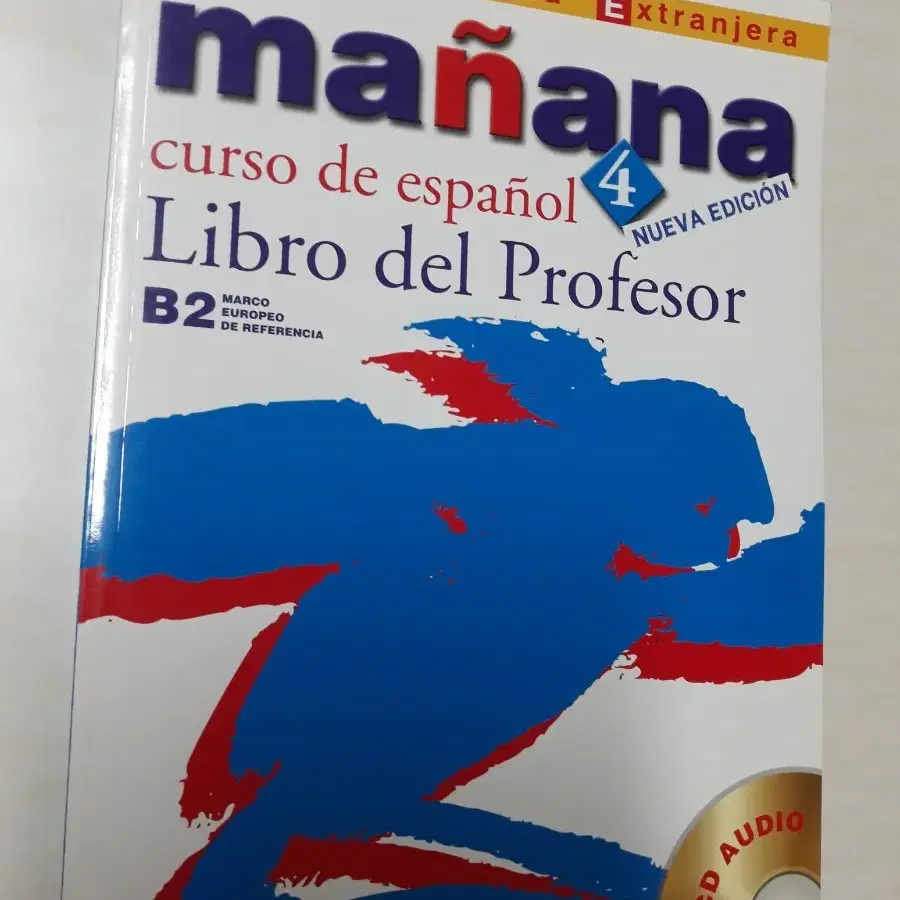 Extranjera
mañana
curso de español 4
NUEVA EDICIÓN
Libro del Profesor
B2 MARCO
EUROPEO
DE REFERENCIA
CD AUDIO